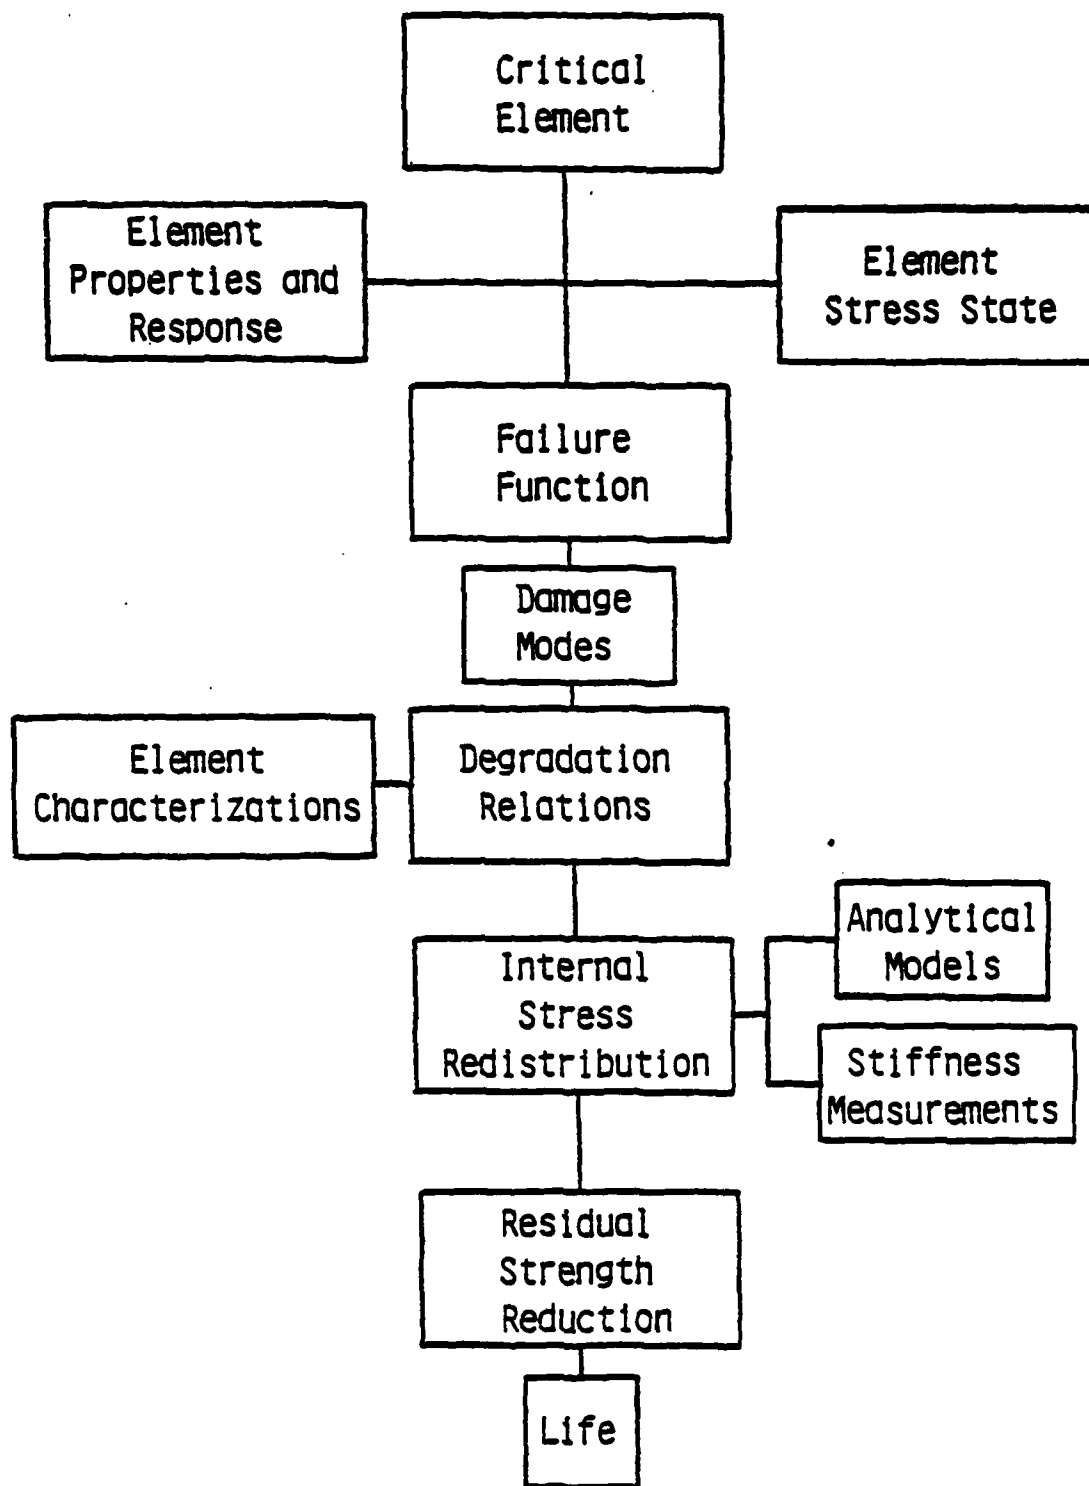 Critical
Element
Element
Properties and
Response
Element
Stress State
Failure
Function
Damage
Modes
Element
Characterizations
Degradation
Relations
Analytical
Models
Internal
Stress
Redistribution
Stiffness
Measurements
Residual
Strength
Reduction
Life